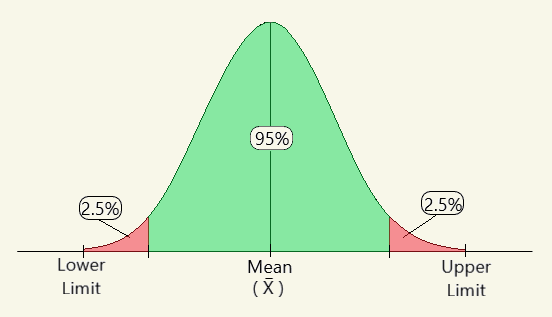 95%
2.5%
2.5%
Lower
Limit
Mean
( X̄ )
Upper
Limit